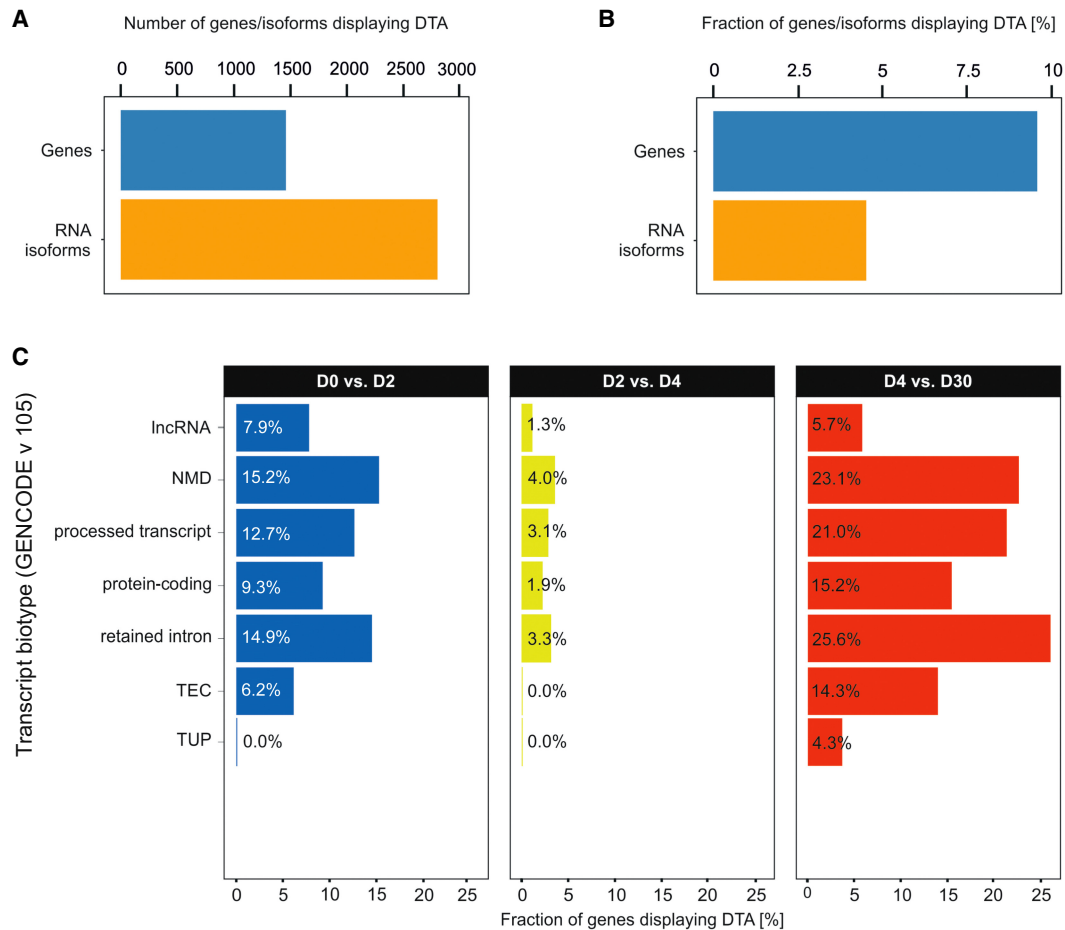 A
Number of genes/isoforms displaying DTA
0 500 1000 1500 2000 2500 3000
Genes
RNA
isoforms
B
Fraction of genes/isoforms displaying DTA [%]
0 2.5 5 7.5 10
Genes
RNA
isoforms
C
Transcript biotype (GENCODE v 105)
D0 vs. D2
D2 vs. D4
D4 vs. D30
lncRNA 7.9% 1.3% 5.7%
NMD 15.2% 4.0% 23.1%
processed transcript 12.7% 3.1% 21.0%
protein-coding 9.3% 1.9% 15.2%
retained intron 14.9% 3.3% 25.6%
TEC 6.2% 0.0% 14.3%
TUP 0.0% 0.0% 4.3%
0 5 10 15 20 25
0 5 10 15 20 25
0 5 10 15 20 25
Fraction of genes displaying DTA [%]